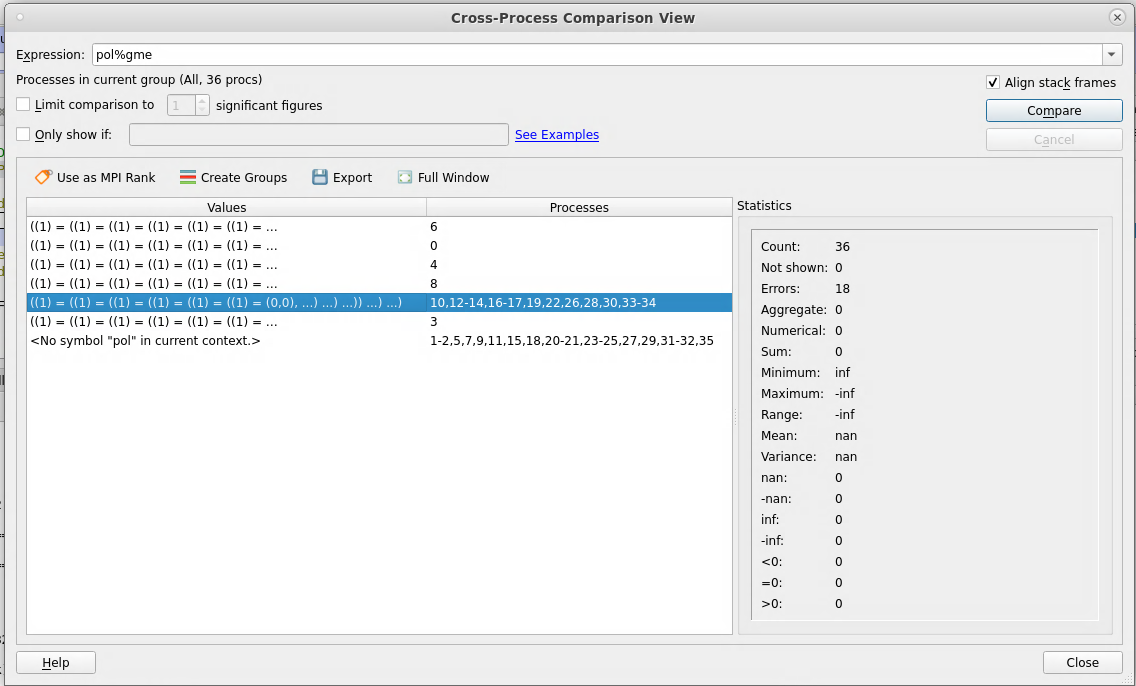 Cross-Process Comparison View
Expression: pol%gme
Processes in current group (All, 36 procs)
Align stack frames
Limit comparison to 1 significant figures
Compare
Only show if: See Examples
Cancel
Use as MPI Rank Create Groups Export Full Window
Values Processes
Statistics
((1) = ((1) = ((1) = ((1) = ((1) = ((1) = ... 6
((1) = ((1) = ((1) = ((1) = ((1) = ((1) = ... 0
((1) = ((1) = ((1) = ((1) = ((1) = ((1) = ... 4
((1) = ((1) = ((1) = ((1) = ((1) = ((1) = ... 8
((1) = ((1) = ((1) = ((1) = ((1) = ((1) = (0,0), ...) ...) ...)) ...) ...) 10,12-14,16-17,19,22,26,28,30,33-34
((1) = ((1) = ((1) = ((1) = ((1) = ((1) = ... 3
<No symbol "pol" in current context.> 1-2,5,7,9,11,15,18,20-21,23-25,27,29,31-32,35
Count: 36
Not shown: 0
Errors: 18
Aggregate: 0
Numerical: 0
Sum: 0
Minimum: inf
Maximum: -inf
Range: -inf
Mean: nan
Variance: nan
nan: 0
-nan: 0
inf: 0
-inf: 0
<0: 0
=0: 0
>0: 0
Help
Close